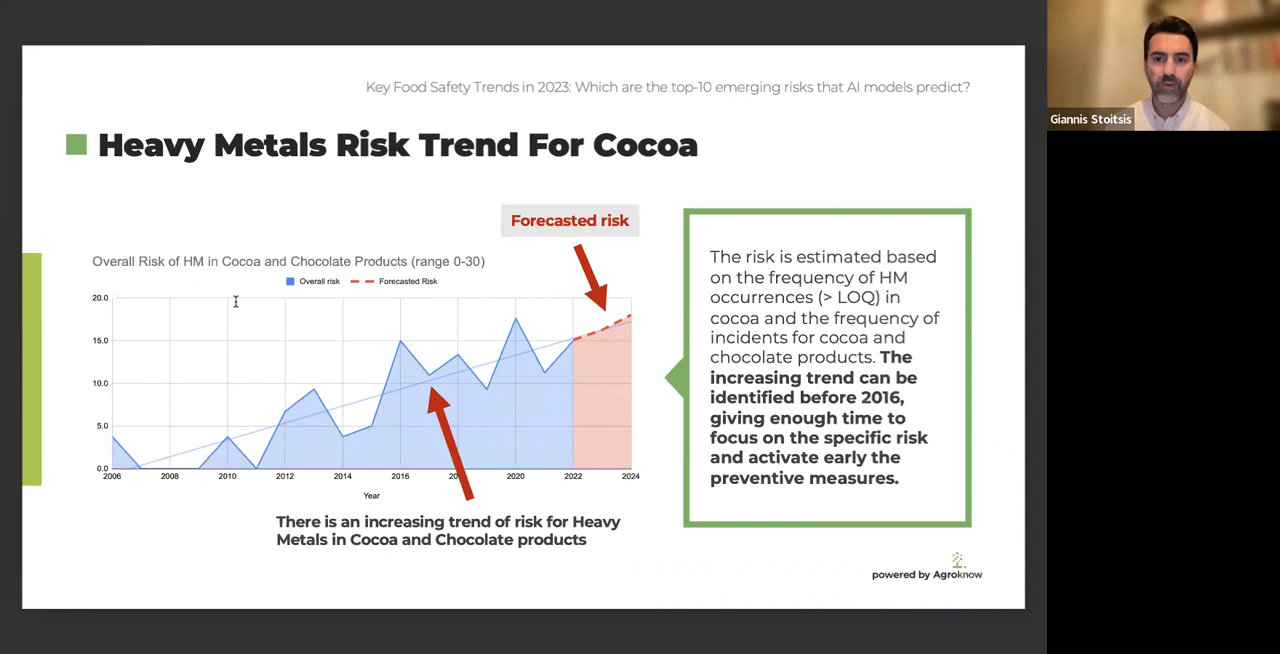 Key Food Safety Trends in 2023: Which are the top-10 emerging risks that AI models predict?
Heavy Metals Risk Trend For Cocoa
Forecasted risk
Overall Risk of HM in Cocoa and Chocolate Products (range 0-30)
Overall risk
Forecasted Risk
20.0
15.0
10.0
5.0
0.0
2006
2008
2010
2012
2014
2016
2020
2022
2024
Year
There is an increasing trend of risk for Heavy
Metals in Cocoa and Chocolate products
The risk is estimated based
on the frequency of HM
occurrences (> LOQ) in
cocoa and the frequency of
incidents for cocoa and
chocolate products. The
increasing trend can be
identified before 2016,
giving enough time to
focus on the specific risk
and activate early the
preventive measures.
powered by Agroknow
Giannis Stoitsis